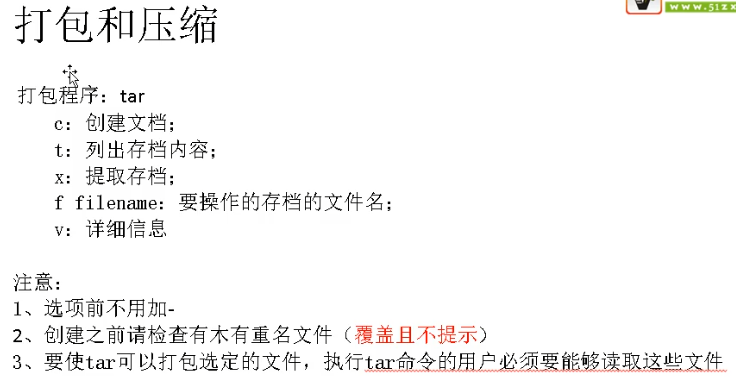 打包和压缩
www.51zx
打包程序：tar
c：创建文档；
t：列出存档内容；
x：提取存档；
f filename：要操作的存档的文件名；
v：详细信息
注意：
1、选项前不用加-
2、创建之前请检查有木有重名文件（覆盖且不提示）
3、要使tar可以打包选定的文件，执行tar命令的用户必须要能够读取这些文件